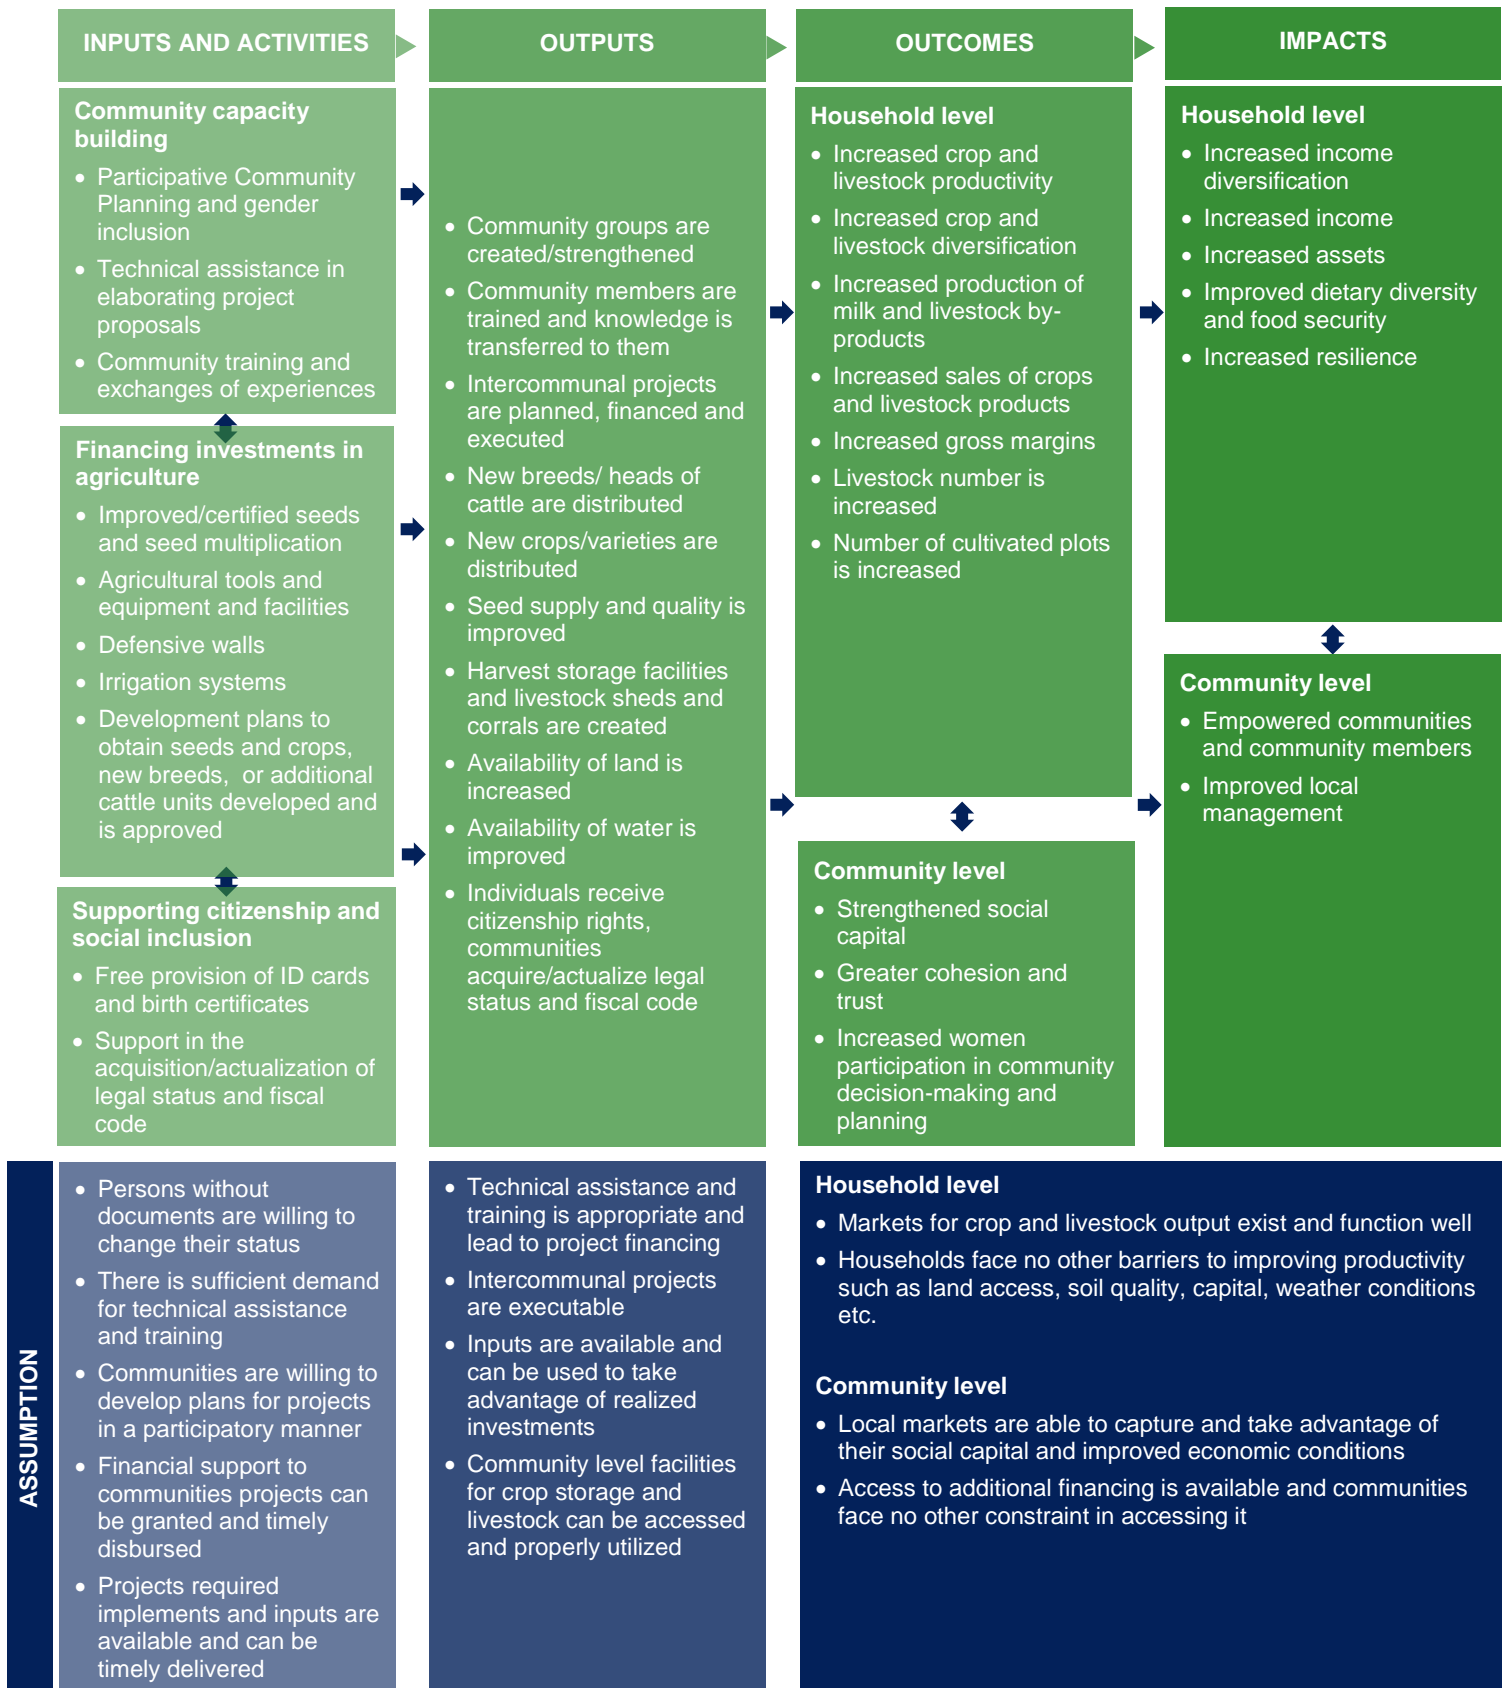 INPUTS AND ACTIVITIES
OUTPUTS
OUTCOMES
IMPACTS
Community capacity
building
• Participative Community
Planning and gender
inclusion
• Technical assistance in
elaborating project
proposals
• Community training and
exchanges of experiences
Financing investments in
agriculture
• Improved/certified seeds
and seed multiplication
• Agricultural tools and
equipment and facilities
• Defensive walls
• Irrigation systems
• Development plans to
obtain seeds and crops,
new breeds, or additional
cattle units developed and
is approved
Supporting citizenship and
social inclusion
• Free provision of ID cards
and birth certificates
• Support in the
acquisition/actualization of
legal status and fiscal
code
• Community groups are
created/strengthened
• Community members are
trained and knowledge is
transferred to them
• Intercommunal projects
are planned, financed and
executed
• New breeds/ heads of
cattle are distributed
• New crops/varieties are
distributed
• Seed supply and quality is
improved
• Harvest storage facilities
and livestock sheds and
corrals are created
• Availability of land is
increased
• Availability of water is
improved
• Individuals receive
citizenship rights,
communities
acquire/actualize legal
status and fiscal code
Household level
• Increased crop and
livestock productivity
• Increased crop and
livestock diversification
• Increased production of
milk and livestock by-
products
• Increased sales of crops
and livestock products
• Increased gross margins
• Livestock number is
increased
• Number of cultivated plots
is increased
Community level
• Strengthened social
capital
• Greater cohesion and
trust
• Increased women
participation in community
decision-making and
planning
Household level
• Increased income
diversification
• Increased income
• Increased assets
• Improved dietary diversity
and food security
• Increased resilience
Community level
• Empowered communities
and community members
• Improved local
management
ASSUMPTION
• Persons without
documents are willing to
change their status
• There is sufficient demand
for technical assistance
and training
• Communities are willing to
develop plans for projects
in a participatory manner
• Financial support to
communities projects can
be granted and timely
disbursed
• Projects required
implements and inputs are
available and can be
timely delivered
• Technical assistance and
training is appropriate and
lead to project financing
• Intercommunal projects
are executable
• Inputs are available and
can be used to take
advantage of realized
investments
• Community level facilities
for crop storage and
livestock can be accessed
and properly utilized
Household level
• Markets for crop and livestock output exist and function well
• Households face no other barriers to improving productivity
such as land access, soil quality, capital, weather conditions
etc.
Community level
• Local markets are able to capture and take advantage of
their social capital and improved economic conditions
• Access to additional financing is available and communities
face no other constraint in accessing it